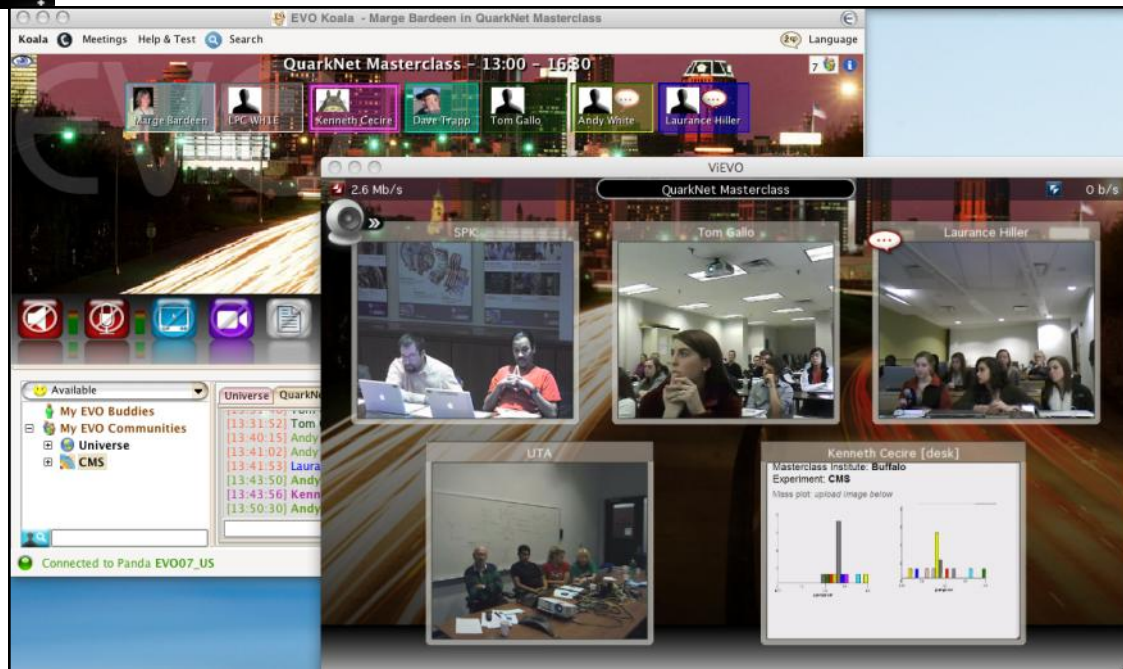 EVO Koala - Marge Bardeen in QuarkNet Masterclass
Koala Meetings Help & Test Search Language
QuarkNet Masterclass - 13:00 - 16:30
7
Marge Bardeen LPC WH1E Kenneth Cecire Dave Trapp Tom Gallo Andy White Laurance Hiller
ViEVO
2.6 Mb/s QuarkNet Masterclass 0 b/s
SPK Tom Gallo Laurance Hiller
Available
My EVO Buddies
My EVO Communities
Universe
CMS
Universe QuarkN
[13:31:52] Tom
[13:40:15] Andy
[13:41:02] Andy
[13:41:53] Laura
[13:43:50] Andy
[13:43:56] Kenn
[13:50:30] Andy
Connected to Panda EVO07_US
UTA Kenneth Cecire [desk]
Masterclass Institute: Buffalo
Experiment: CMS
Mass plot: upload image below